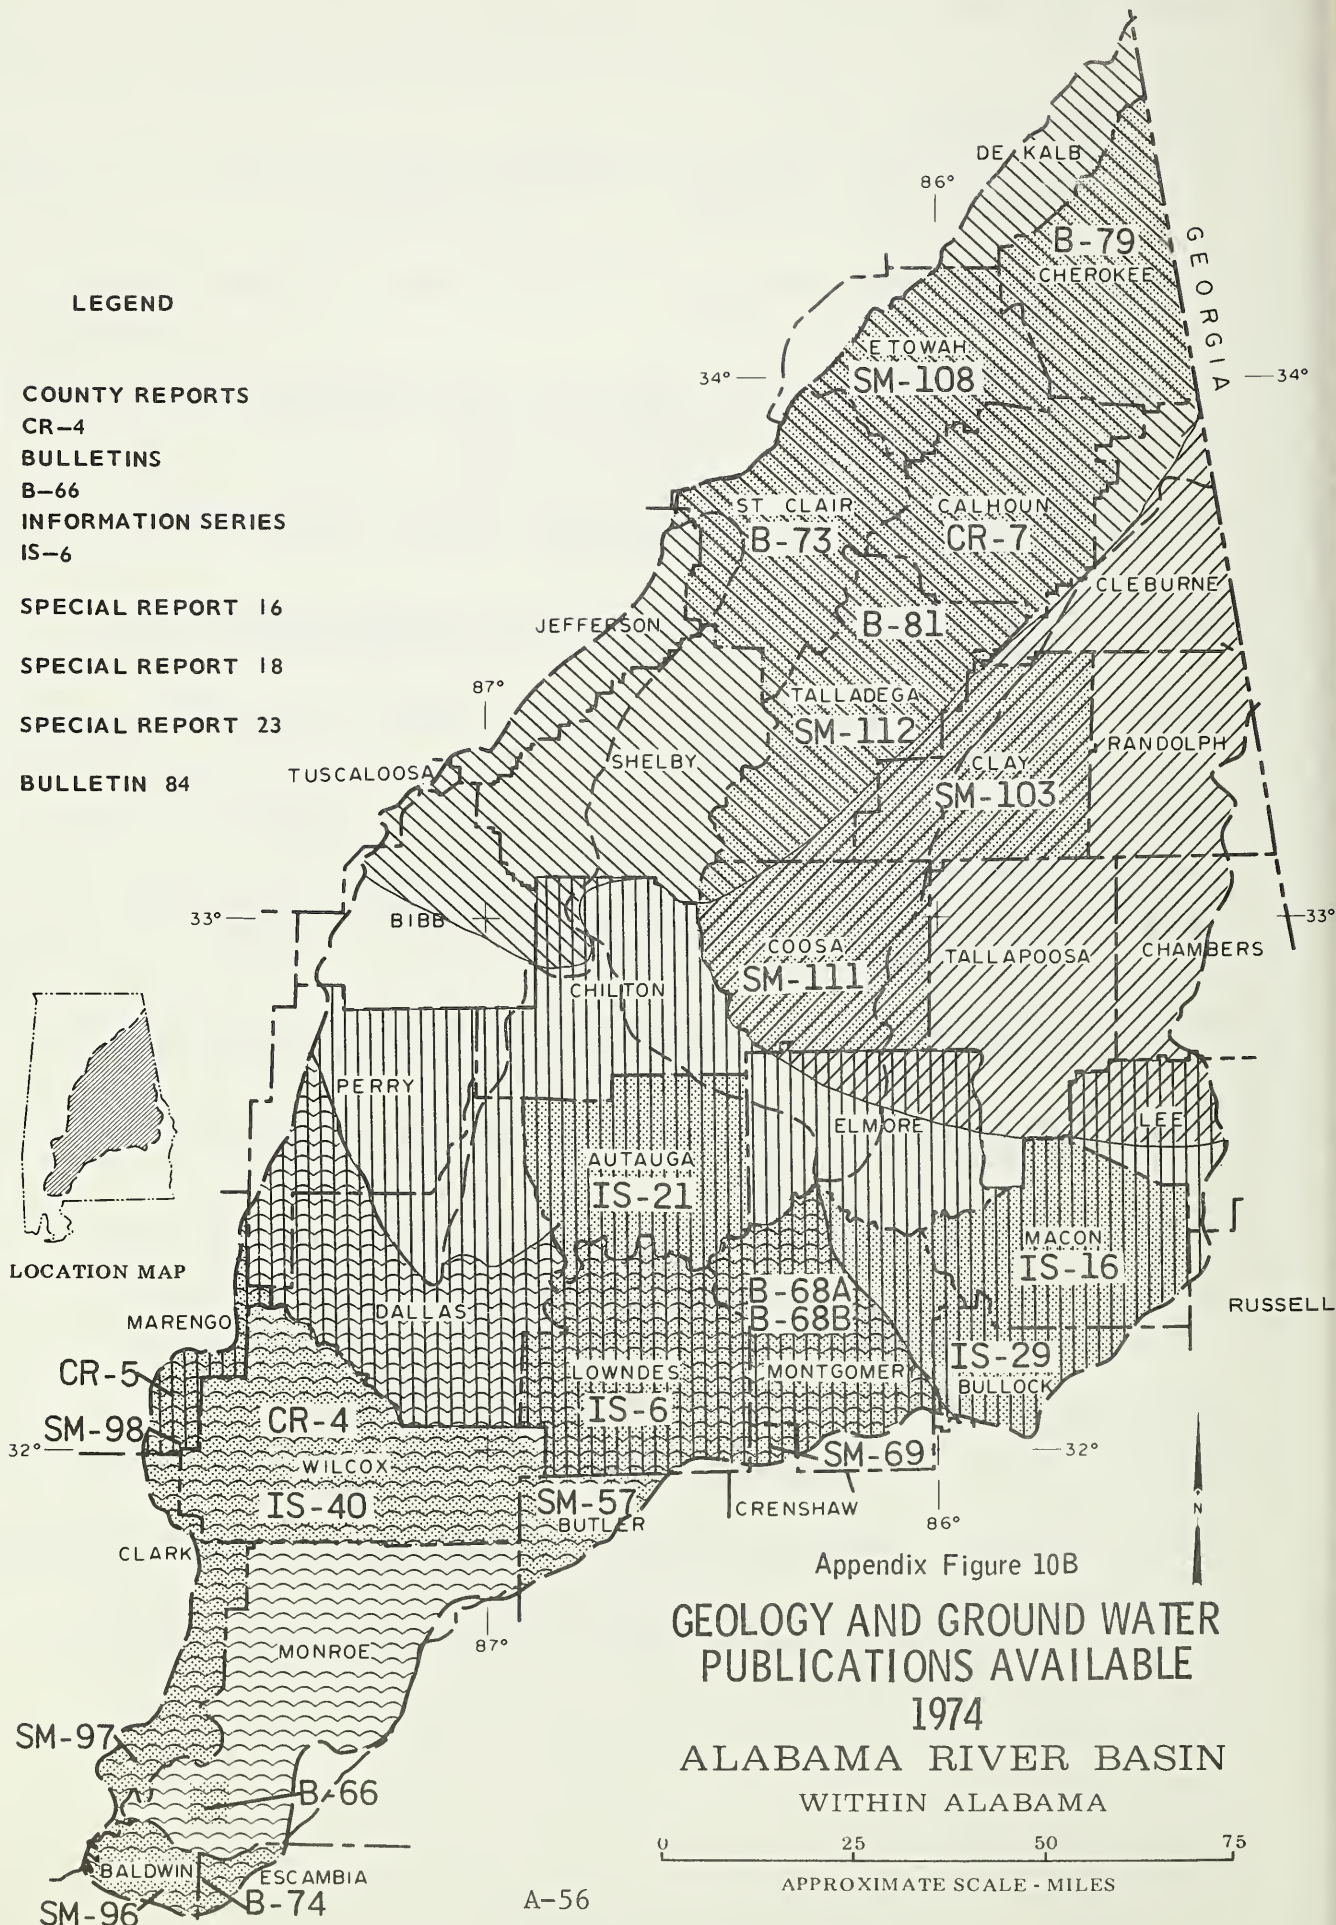 DE KALB
86°
B-79
CHEROKEE
GEORGIA
LEGEND
COUNTY REPORTS
CR-4
BULLETINS
B-66
INFORMATION SERIES
IS-6
SPECIAL REPORT 16
SPECIAL REPORT 18
SPECIAL REPORT 23
BULLETIN 84
ETOWAH
SM-108
34°
34°
ST CLAIR
B-73
CALHOUN
CR-7
CLEBURNE
JEFFERSON
B-81
87°
TALLADEGA
SM-112
TUSCALOOSA
SHELBY
CLAY
SM-103
RANDOLPH
33°
BIBB
33°
COOSA
SM-111
TALLAPOOSA
CHAMBERS
CHILTON
PERRY
ELMORE
LEE
AUTAUGA
IS-21
MACON
IS-16
LOCATION MAP
B-68A
B-68B
MARENGO
DALLAS
RUSSELL
CR-5
LOWNDES
IS-6
MONTGOMER
IS-29
BULLOCK
SM-98
CR-4
32°
32°
WILCOX
IS-40
SM-69
SM-57
BUTLER
CRENSHAW
86°
N
CLARK
MONROE
87°
SM-97
B-66
BALDWIN
ESCAMBIA
SM-96
B-74
Appendix Figure 10B
GEOLOGY AND GROUND WATER
PUBLICATIONS AVAILABLE
1974
ALABAMA RIVER BASIN
WITHIN ALABAMA
0 25 50 75
APPROXIMATE SCALE - MILES
A-56